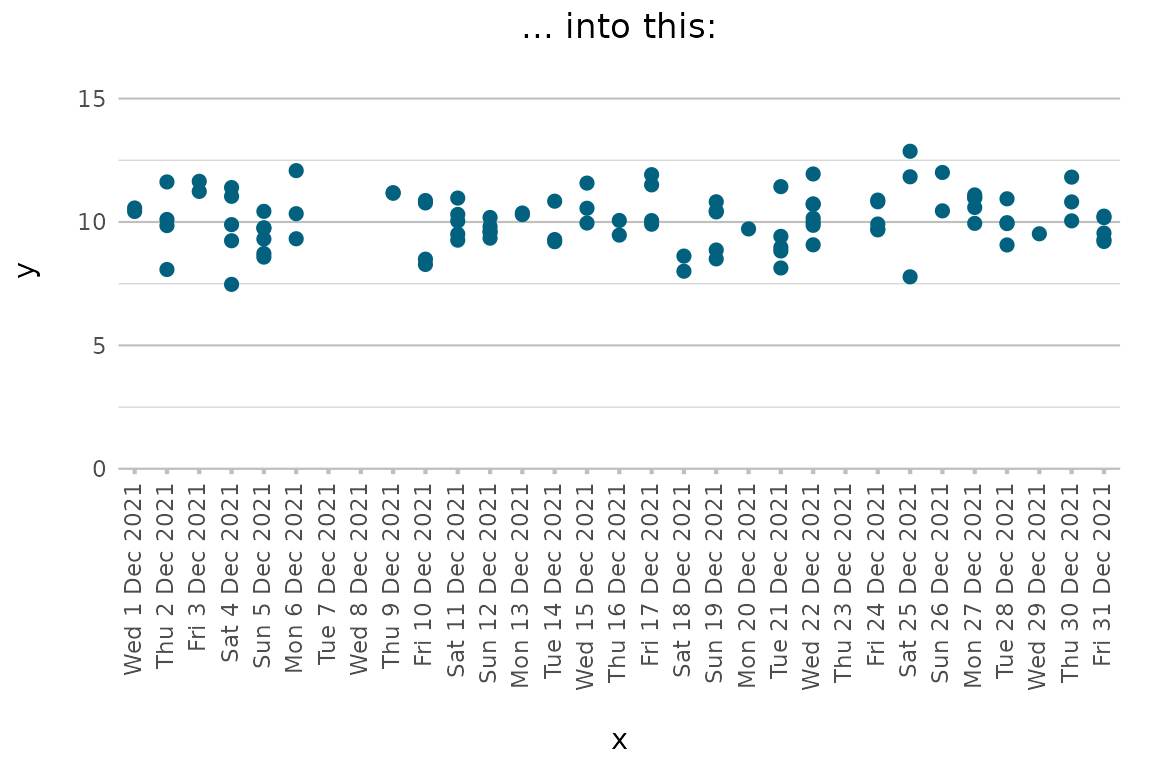 ... into this:
15
10
5
0
y
Wed 1 Dec 2021
Thu 2 Dec 2021
Fri 3 Dec 2021
Sat 4 Dec 2021
Sun 5 Dec 2021
Mon 6 Dec 2021
Tue 7 Dec 2021
Wed 8 Dec 2021
Thu 9 Dec 2021
Fri 10 Dec 2021
Sat 11 Dec 2021
Sun 12 Dec 2021
Mon 13 Dec 2021
Tue 14 Dec 2021
Wed 15 Dec 2021
Thu 16 Dec 2021
Fri 17 Dec 2021
Sat 18 Dec 2021
Sun 19 Dec 2021
Mon 20 Dec 2021
Tue 21 Dec 2021
Wed 22 Dec 2021
Thu 23 Dec 2021
Fri 24 Dec 2021
Sat 25 Dec 2021
Sun 26 Dec 2021
Mon 27 Dec 2021
Tue 28 Dec 2021
Wed 29 Dec 2021
Thu 30 Dec 2021
Fri 31 Dec 2021
x